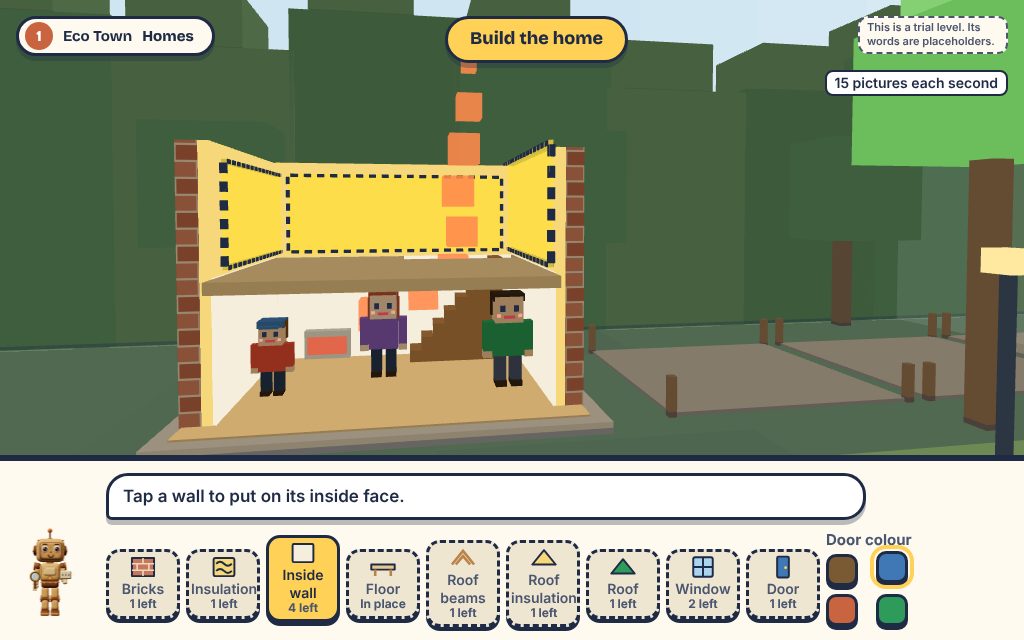 1 Eco Town Homes
Build the home
This is a trial level. Its
words are placeholders.
15 pictures each second
Tap a wall to put on its inside face.
Bricks
1 left
Insulation
1 left
Inside
wall
4 left
Floor
In place
Roof
beams
1 left
Roof
insulation
1 left
Roof
1 left
Window
2 left
Door
1 left
Door colour